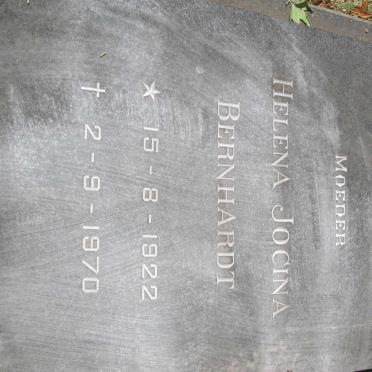 MOEDER
HELENA JOCINA
BERNHARDT
★ 15-8-1922
✝ 2-9-1970